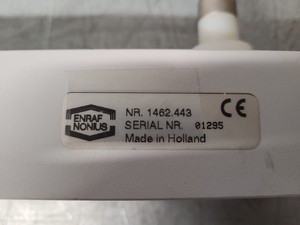 ENRAF
NONIUS
NR. 1462.443
SERIAL NR. 01295
Made in Holland
CE